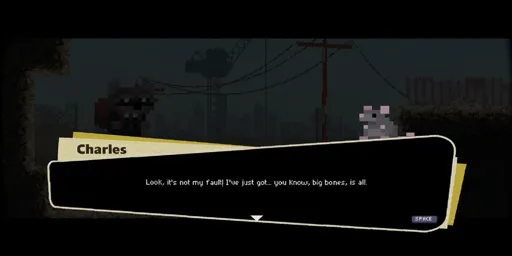 Charles
Look, it's not my fault! I've just got... you know, big bones, is all.
SPACE